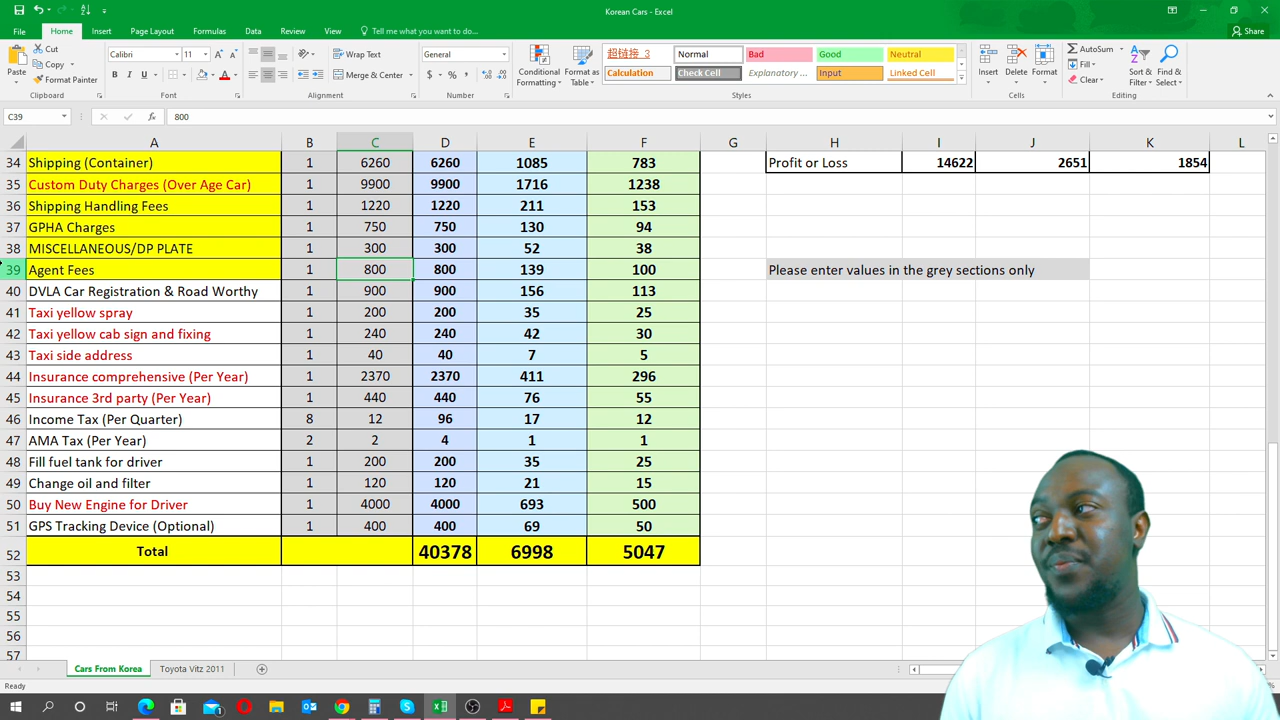 Korean Cars - Excel
File Home Insert Page Layout Formulas Data Review View Tell me what you want to do... Share
Paste Cut Copy Format Painter Clipboard
Calibri 11 A A B I U A Font
Wrap Text Merge & Center Alignment
General $ % , Number
Conditional Formatting Format as Table
超链接 3 Normal Bad Good Neutral
Calculation Check Cell Explanatory ... Input Linked Cell
Styles
Insert Delete Format Cells
AutoSum Fill Clear Sort & Filter Find & Select Editing
C39 fx 800
A B C D E F G H I J K L
34 Shipping (Container) 1 6260 6260 1085 783 Profit or Loss 14622 2651 1854
35 Custom Duty Charges (Over Age Car) 1 9900 9900 1716 1238
36 Shipping Handling Fees 1 1220 1220 211 153
37 GPHA Charges 1 750 750 130 94
38 MISCELLANEOUS/DP PLATE 1 300 300 52 38
39 Agent Fees 1 800 800 139 100 Please enter values in the grey sections only
40 DVLA Car Registration & Road Worthy 1 900 900 156 113
41 Taxi yellow spray 1 200 200 35 25
42 Taxi yellow cab sign and fixing 1 240 240 42 30
43 Taxi side address 1 40 40 7 5
44 Insurance comprehensive (Per Year) 1 2370 2370 411 296
45 Insurance 3rd party (Per Year) 1 440 440 76 55
46 Income Tax (Per Quarter) 8 12 96 17 12
47 AMA Tax (Per Year) 2 2 4 1 1
48 Fill fuel tank for driver 1 200 200 35 25
49 Change oil and filter 1 120 120 21 15
50 Buy New Engine for Driver 1 4000 4000 693 500
51 GPS Tracking Device (Optional) 1 400 400 69 50
52 Total 40378 6998 5047
53
54
55
56
57
Cars From Korea Toyota Vitz 2011
Ready